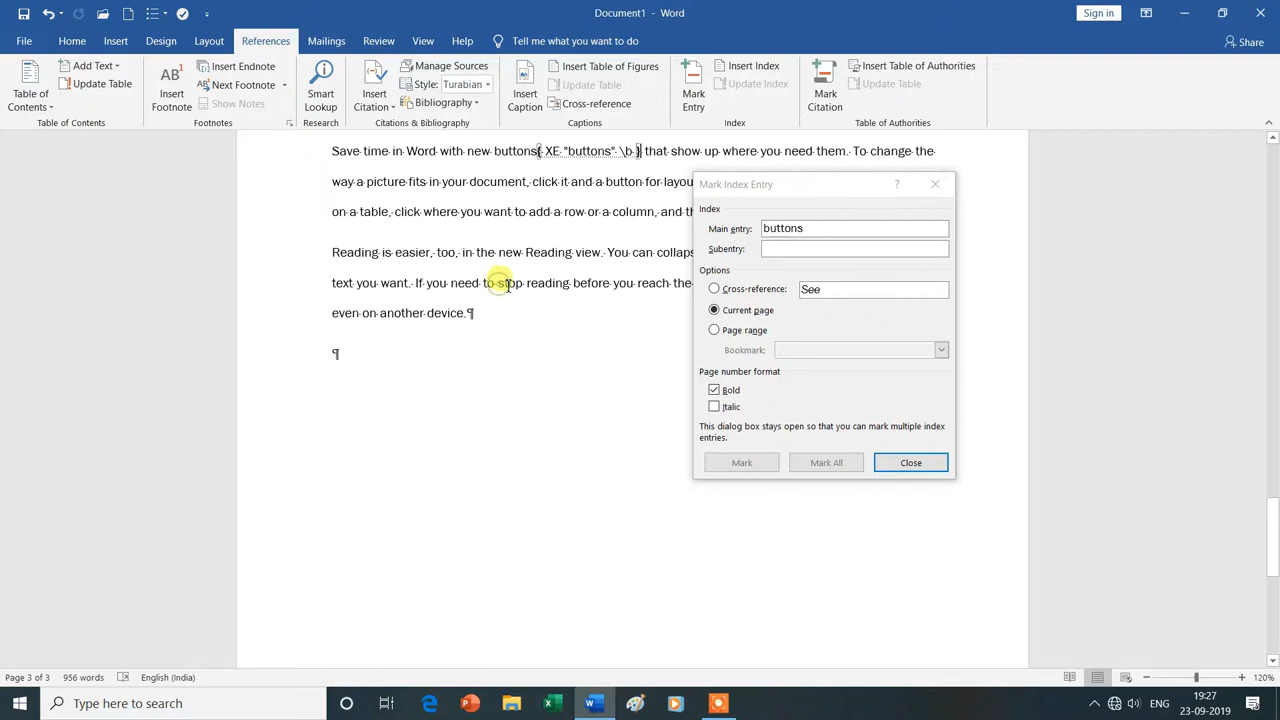 Document1 - Word
Sign in
File Home Insert Design Layout References Mailings Review View Help Tell me what you want to do Share
Table of Contents
Add Text
Update Table
Table of Contents
AB1
Insert Footnote
Insert Endnote
Next Footnote
Show Notes
Footnotes
Smart Lookup
Research
Insert Citation
Manage Sources
Style: Turabian
Bibliography
Citations & Bibliography
Insert Caption
Insert Table of Figures
Update Table
Cross-reference
Captions
Mark Entry
Insert Index
Update Index
Index
Mark Citation
Insert Table of Authorities
Update Table
Table of Authorities
Save time in Word with new buttons{ XE "buttons" \b } that show up where you need them. To change the
way a picture fits in your document, click it and a button for layou
on a table, click where you want to add a row or a column, and th
Reading is easier, too, in the new Reading view. You can collaps
text you want. If you need to stop reading before you reach the
even on another device.¶
¶
Mark Index Entry ?
Index
Main entry: buttons
Subentry:
Options
Cross-reference: See
Current page
Page range
Bookmark:
Page number format
Bold
Italic
This dialog box stays open so that you can mark multiple index
entries.
Mark Mark All Close
Page 3 of 3 956 words English (India) 120%
Type here to search
ENG
19:27
23-09-2019